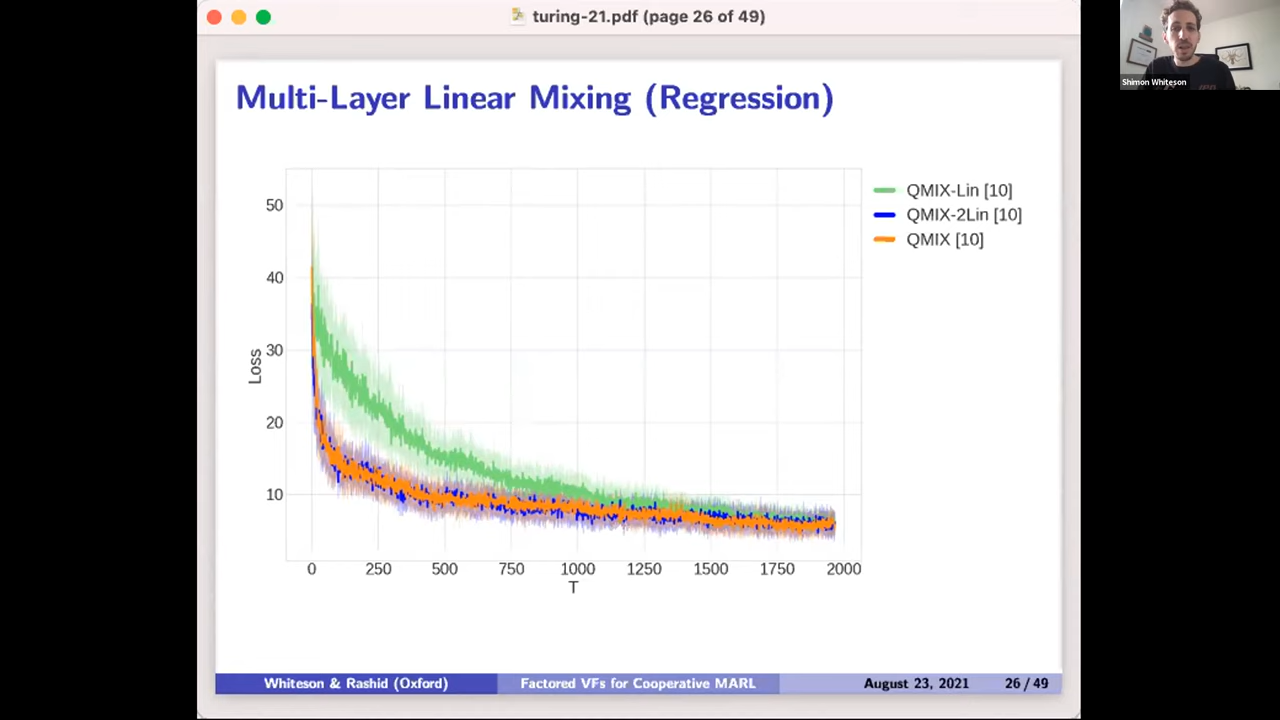 turing-21.pdf (page 26 of 49)
Shimon Whiteson
Multi-Layer Linear Mixing (Regression)
50
40
30
20
10
Loss
0 250 500 750 1000 1250 1500 1750 2000
T
QMIX-Lin [10]
QMIX-2Lin [10]
QMIX [10]
Whiteson & Rashid (Oxford) Factored VFs for Cooperative MARL August 23, 2021 26 / 49